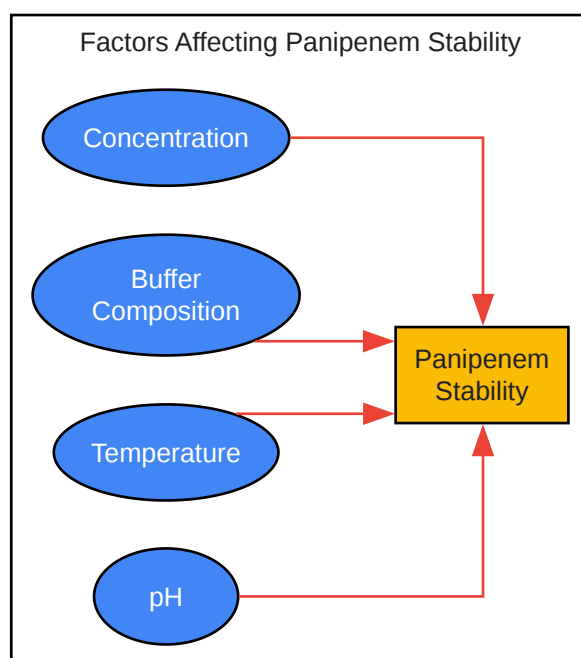 Factors Affecting Panipenem Stability
Concentration
Buffer
Composition
Panipenem
Stability
Temperature
pH